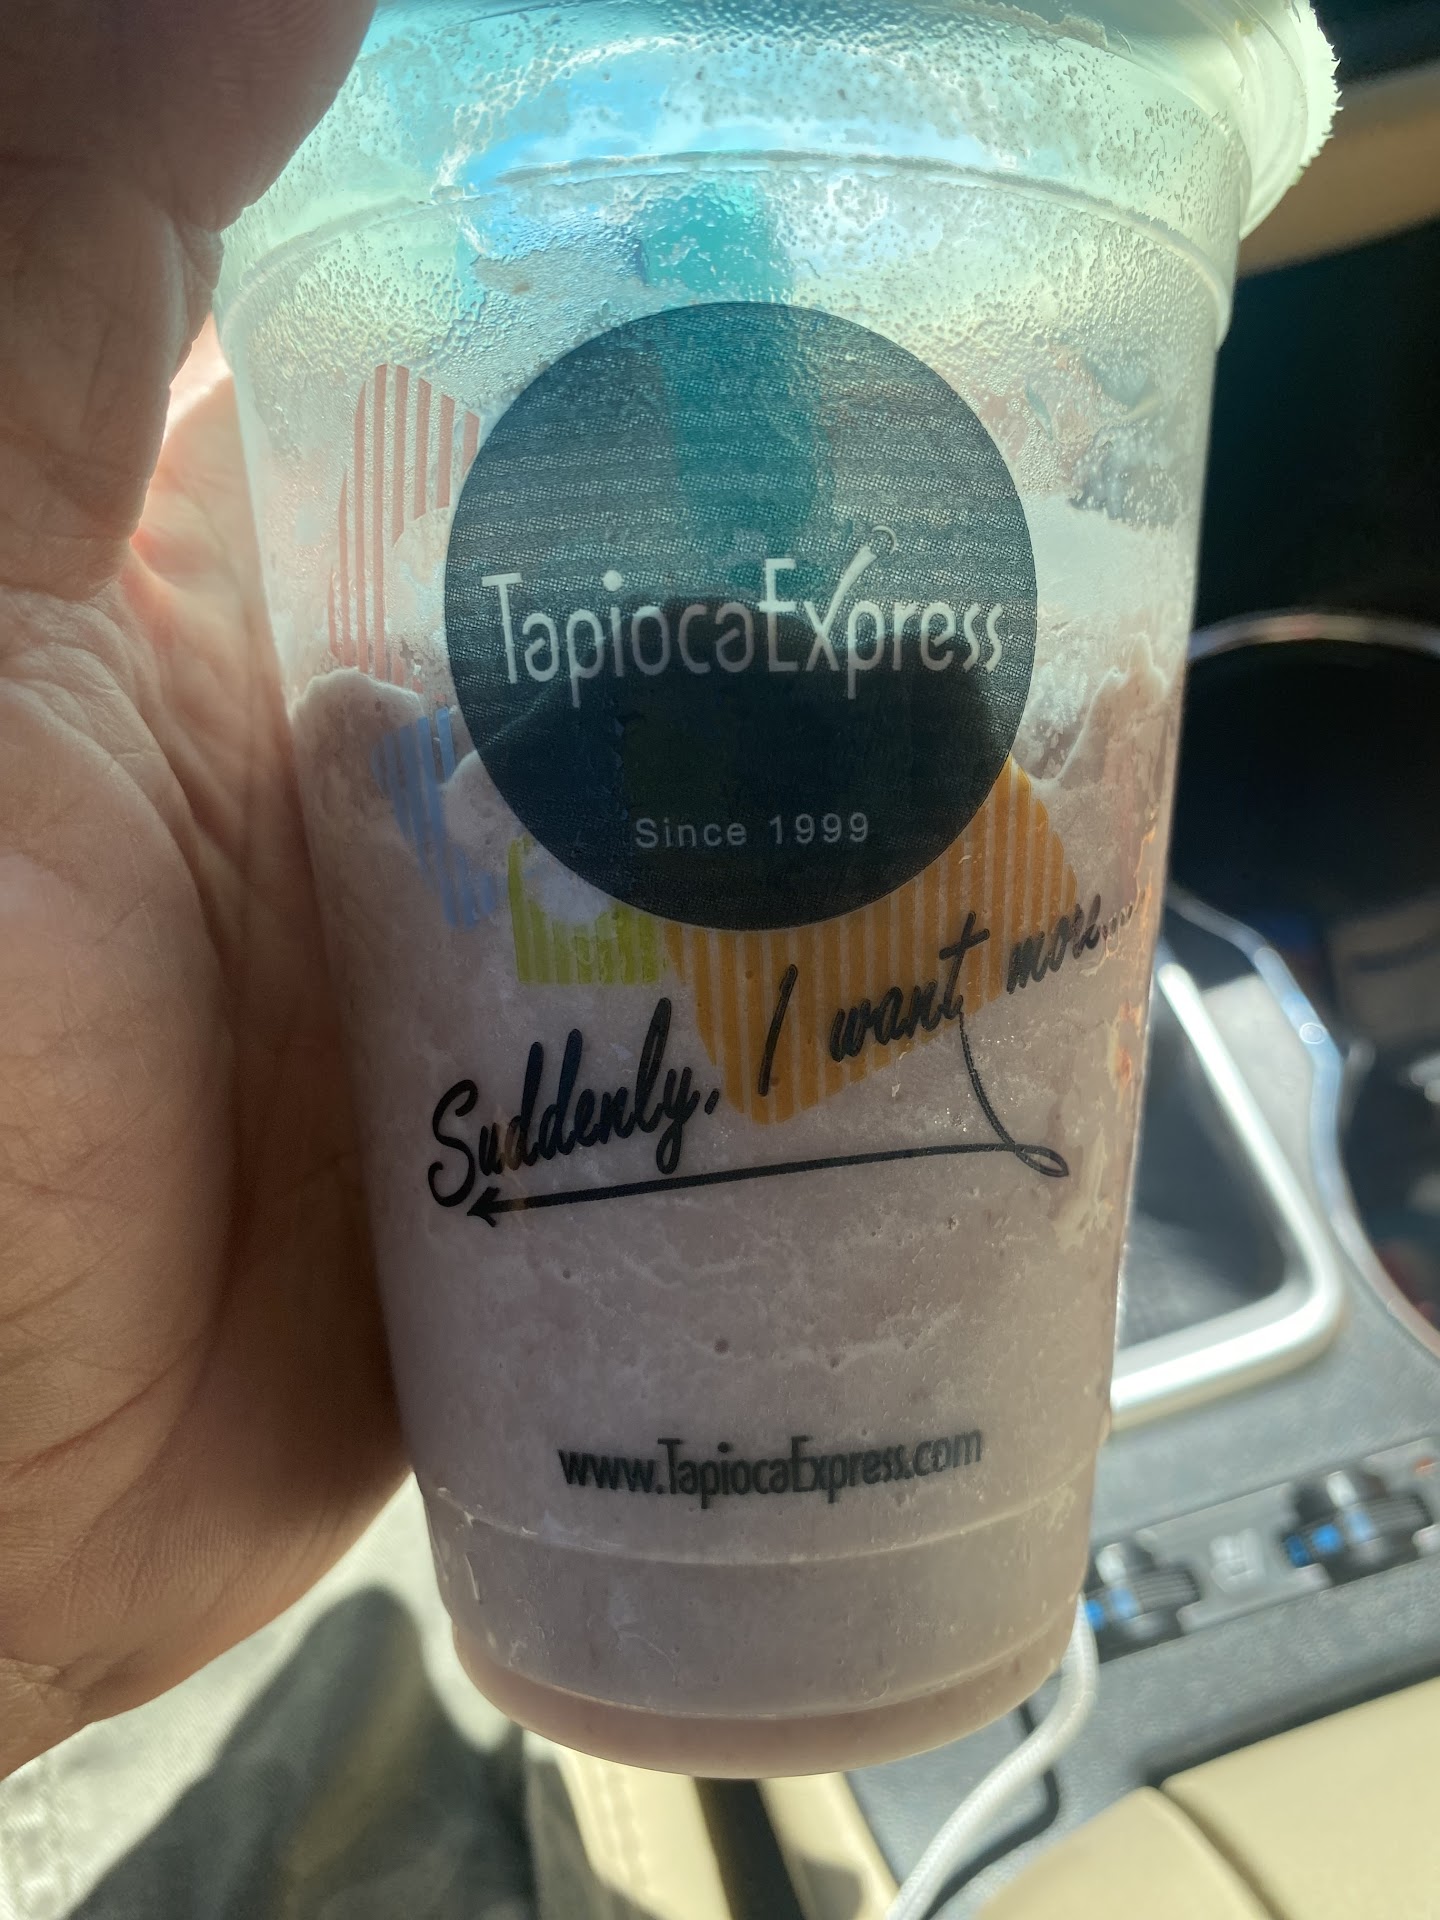 TapiocaExpress
Since 1999
Suddenly, I want more....
www.TapiocaExpress.com